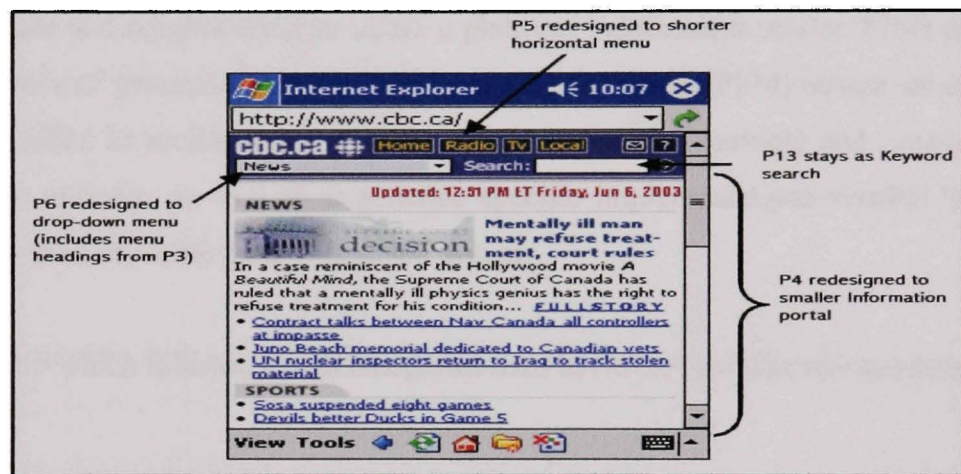 P5 redesigned to shorter
horizontal menu
Internet Explorer 10:07
http://www.cbc.ca/
cbc.ca Home Radio Tv Local ?
News Search:
P13 stays as Keyword
search
Updated: 12:51 PM ET Friday, Jun 6, 2003
P6 redesigned to
drop-down menu
(includes menu
headings from P3)
NEWS
decision
Mentally ill man
may refuse treat-
ment, court rules
In a case reminiscent of the Hollywood movie A
Beautiful Mind, the Supreme Court of Canada has
ruled that a mentally ill physics genius has the right to
refuse treatment for his condition... FULLSTORY
• Contract talks between Nav Canada, all controllers
at impasse
• Juno Beach memorial dedicated to Canadian vets
• UN nuclear inspectors return to Iraq to track stolen
material
P4 redesigned to
smaller Information
portal
SPORTS
• Sosa suspended eight games
• Devils better Ducks in Game 5
View Tools